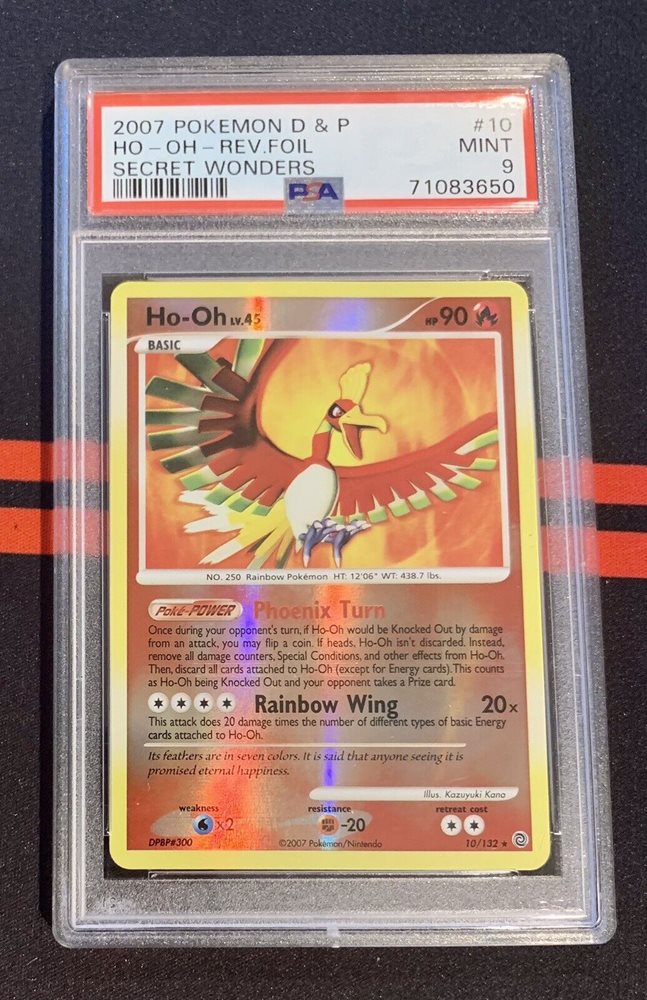 2007 POKEMON D & P #10
HO - OH - REV.FOIL MINT
SECRET WONDERS 9
PSA 71083650
Ho-Oh LV.45 HP 90
BASIC
NO. 250 Rainbow Pokémon HT: 12'06" WT: 438.7 lbs.
Poké-POWER Phoenix Turn
Once during your opponent's turn, if Ho-Oh would be Knocked Out by damage
from an attack, you may flip a coin. If heads, Ho-Oh isn't discarded. Instead,
remove all damage counters, Special Conditions, and other effects from Ho-Oh.
Then, discard all cards attached to Ho-Oh (except for Energy cards). This counts
as Ho-Oh being Knocked Out and your opponent takes a Prize card.
Rainbow Wing 20x
This attack does 20 damage times the number of different types of basic Energy
cards attached to Ho-Oh.
Its feathers are in seven colors. It is said that anyone seeing it is
promised eternal happiness.
Illus. Kazuyuki Kano
weakness resistance retreat cost
x2 -20
DPBP#300 ©2007 Pokémon/Nintendo 10/132 ★